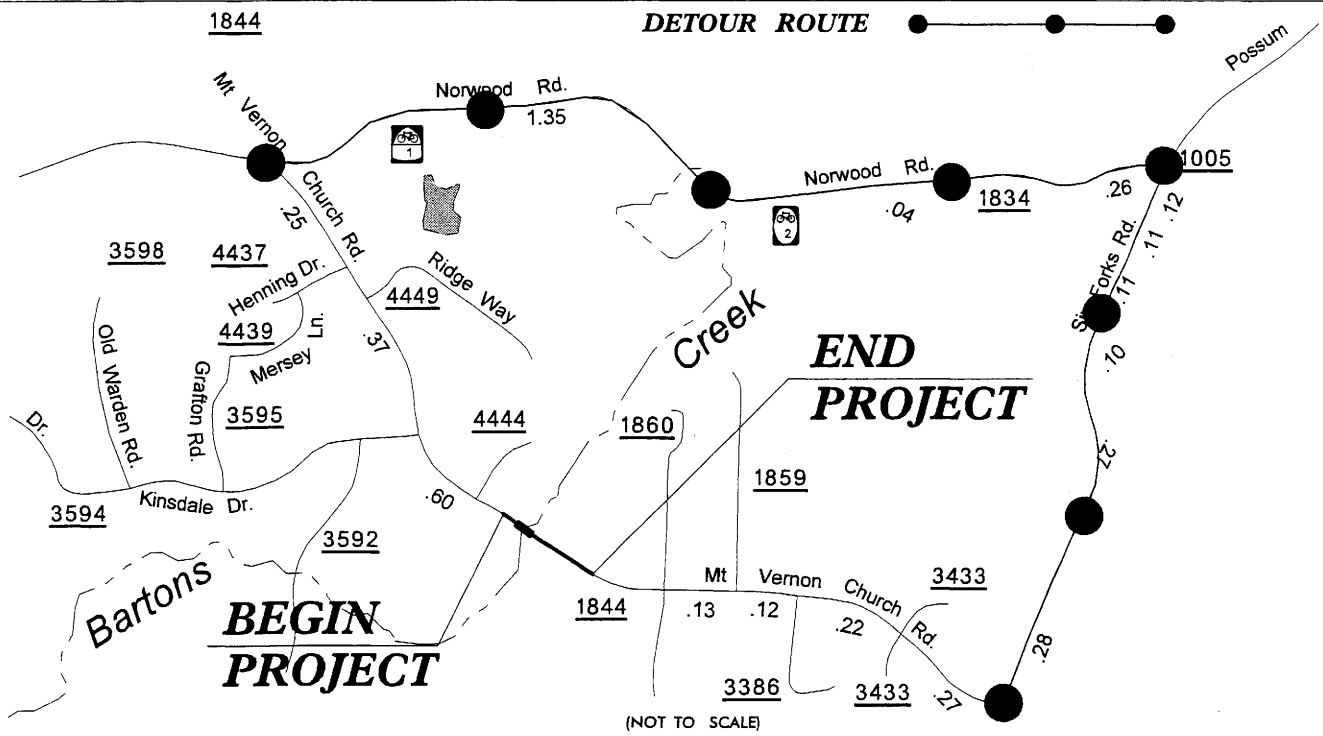 1844
DETOUR ROUTE
Possum
Mt Vernon
Church Rd.
Norwood Rd.
1.35
1
Norwood Rd.
.04
2
1834
.26
1005
.12
.11
.11
Forks Rd.
.10
.25
3598
4437
Henning Dr.
4449
Ridge Way
4439
Mersey Ln.
.37
Old Warden Rd.
Grafton Rd.
3595
Dr.
Creek
END
PROJECT
4444
1860
1859
.27
3594
Kinsdale Dr.
.60
3592
Bartons
BEGIN
PROJECT
1844
Mt Vernon Church Rd.
.13
.12
.22
3433
.28
3386
3433
.27
(NOT TO SCALE)